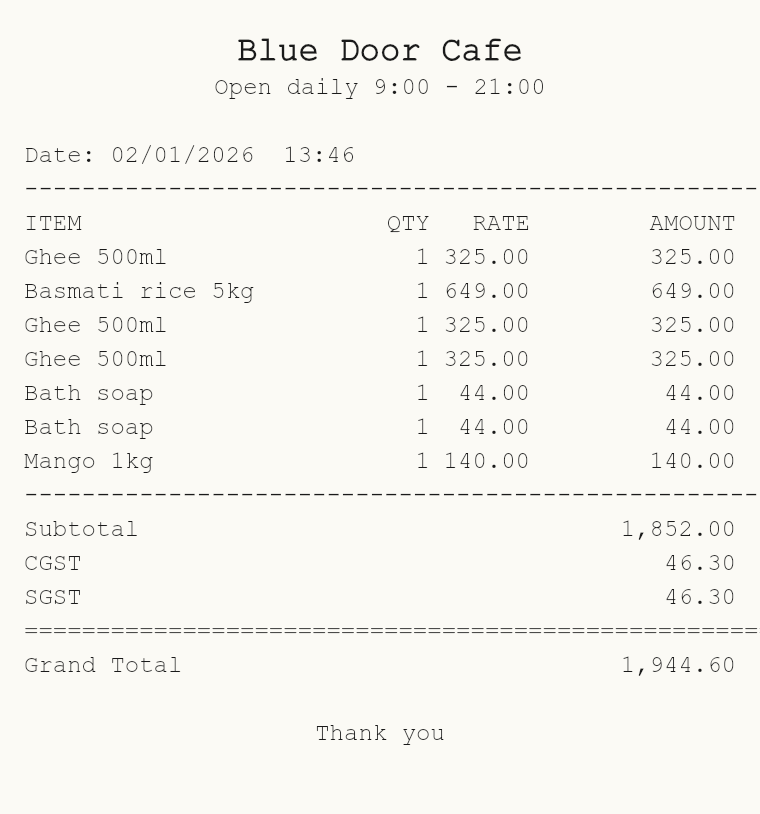 Blue Door Cafe
Open daily 9:00 - 21:00
Date: 02/01/2026  13:46
---------------------------------------------------
ITEM QTY RATE AMOUNT
Ghee 500ml 1 325.00 325.00
Basmati rice 5kg 1 649.00 649.00
Ghee 500ml 1 325.00 325.00
Ghee 500ml 1 325.00 325.00
Bath soap 1 44.00 44.00
Bath soap 1 44.00 44.00
Mango 1kg 1 140.00 140.00
---------------------------------------------------
Subtotal 1,852.00
CGST 46.30
SGST 46.30
===================================================
Grand Total 1,944.60
Thank you